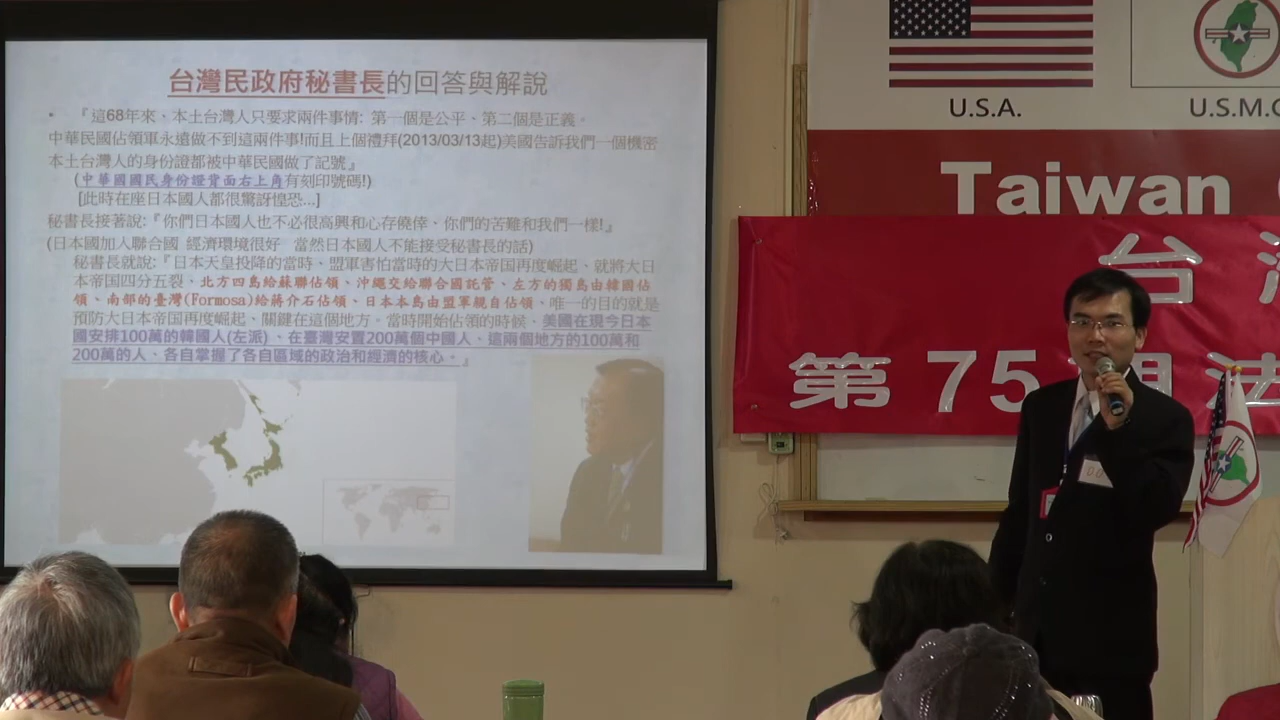 台灣民政府秘書長的回答與解說
• 『這68年來、本土台灣人只要求兩件事情: 第一個是公平、第二個是正義。
中華民國佔領軍永遠做不到這兩件事!而且上個禮拜(2013/03/13起)美國告訴我們一個機密
本土台灣人的身份證都被中華民國做了記號』
(中華國國民身份證背面右上角有刻印號碼!)
[此時在座日本國人都很驚訝惶恐...]
秘書長接著說:『你們日本國人也不必很高興和心存僥倖、你們的苦難和我們一樣!』
(日本國加入聯合國 經濟環境很好 當然日本國人不能接受秘書長的話)
秘書長就說:『日本天皇投降的當時、盟軍害怕當時的大日本帝国再度崛起、就將大日
本帝国四分五裂、北方四島給蘇聯佔領、沖繩交給聯合國託管、左方的獨島由韓國佔
領、南部的臺灣(Formosa)給蔣介石佔領、日本本島由盟軍親自佔領、唯一的目的就是
預防大日本帝国再度崛起、關鍵在這個地方。當時開始佔領的時候、美國在現今日本
國安排100萬的韓國人(左派)、在臺灣安置200萬個中國人、這兩個地方的100萬和
200萬的人、各自掌握了各自區域的政治和經濟的核心。』
U.S.A.
U.S.M.G
Taiwan
台灣
第75期法